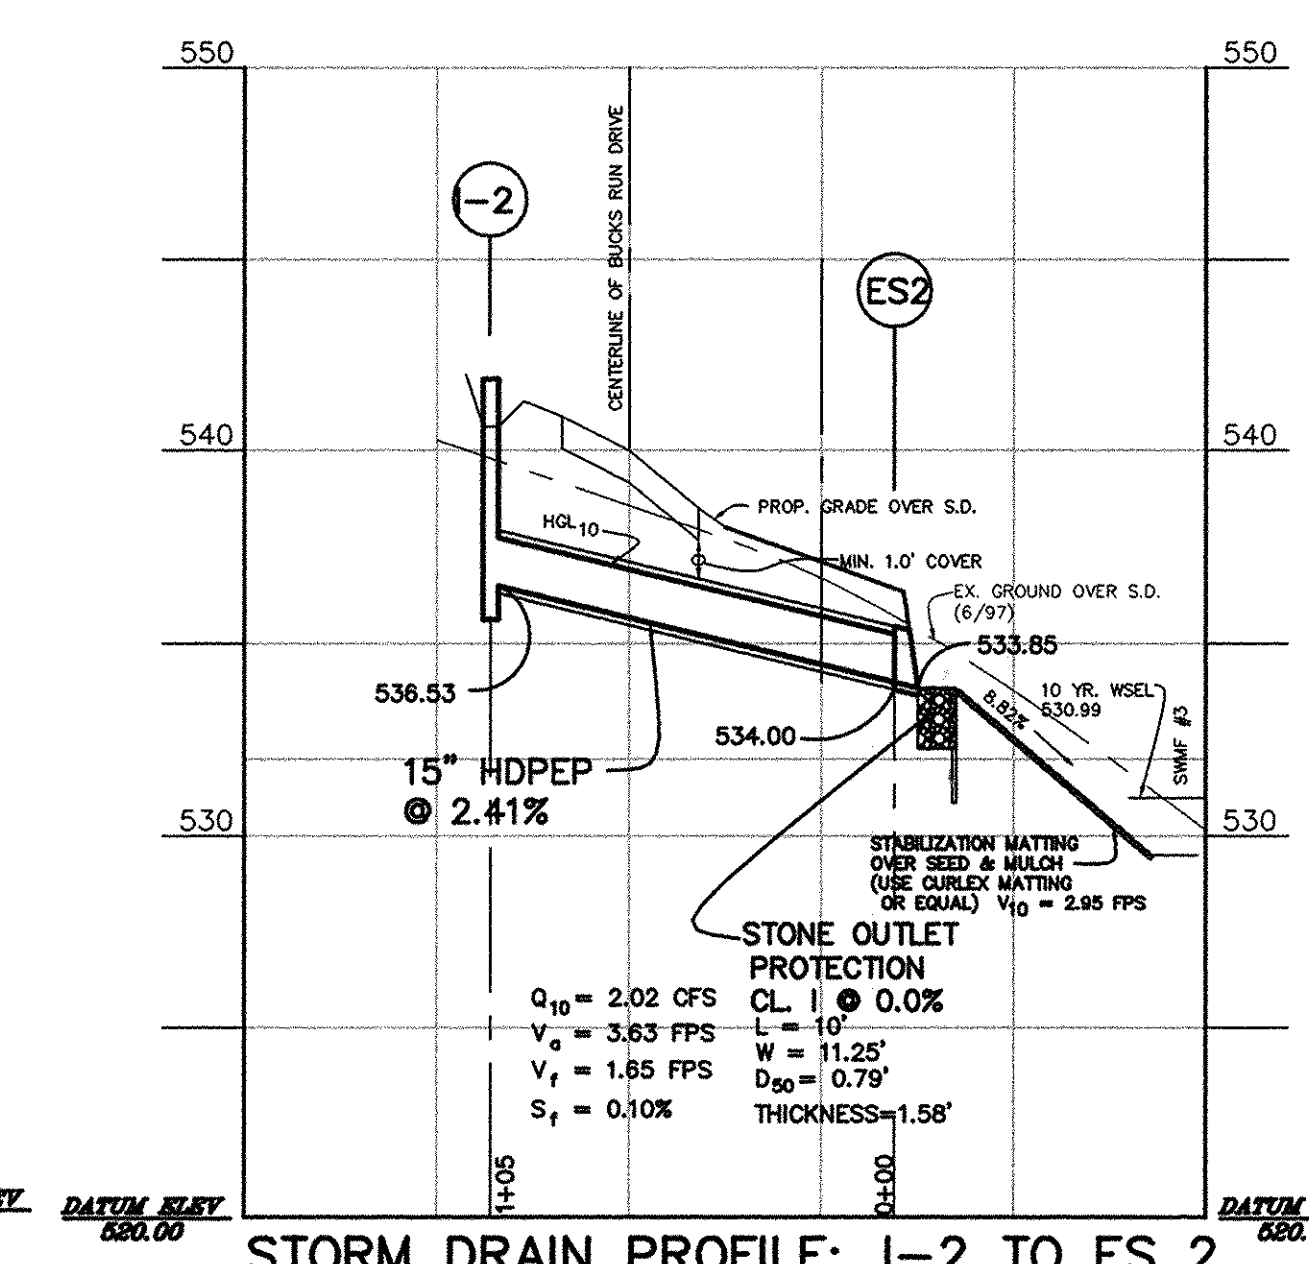 550
550
I-2
CENTERLINE OF BUCKS RUN DRIVE
ES2
540
540
PROP. GRADE OVER S.D.
HGL10
MIN. 1.0' COVER
EX. GROUND OVER S.D.
(6/97)
533.85
536.53
10 YR. WSEL
530.99
8.82%
SWMF #3
534.00
15" HDPEP
@ 2.41%
530
530
STABILIZATION MATTING
OVER SEED & MULCH
(USE CURLEX MATTING
OR EQUAL) V10 = 2.95 FPS
STONE OUTLET
PROTECTION
CL. I @ 0.0%
L = 10'
W = 11.25'
D50 = 0.79'
THICKNESS=1.58'
Q10 = 2.02 CFS
Va = 3.63 FPS
Vf = 1.65 FPS
Sf = 0.10%
1+05
0+00
EV
DATUM ELEV
520.00
DATUM
520.
STORM DRAIN PROFILE: I-2 TO ES 2